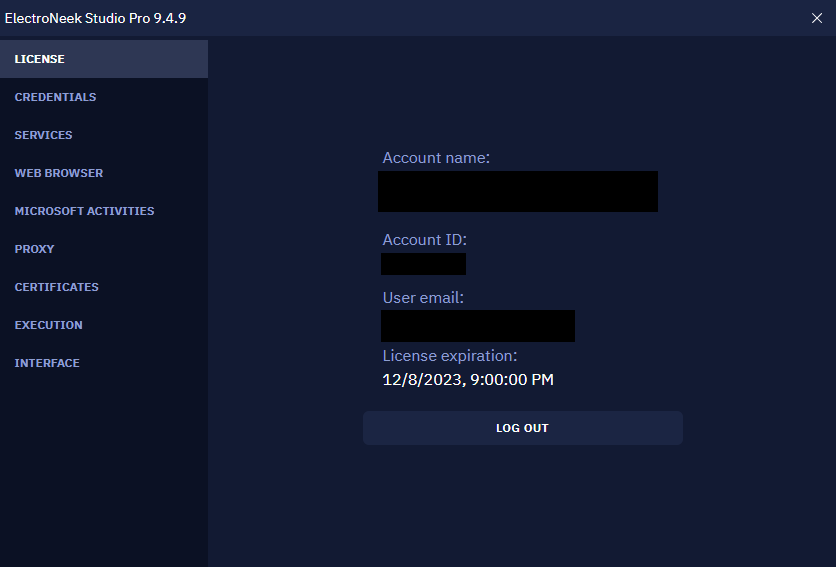 ElectroNeek Studio Pro 9.4.9
LICENSE
CREDENTIALS
SERVICES
WEB BROWSER
MICROSOFT ACTIVITIES
PROXY
CERTIFICATES
EXECUTION
INTERFACE
Account name:
Account ID:
User email:
License expiration:
12/8/2023, 9:00:00 PM
LOG OUT